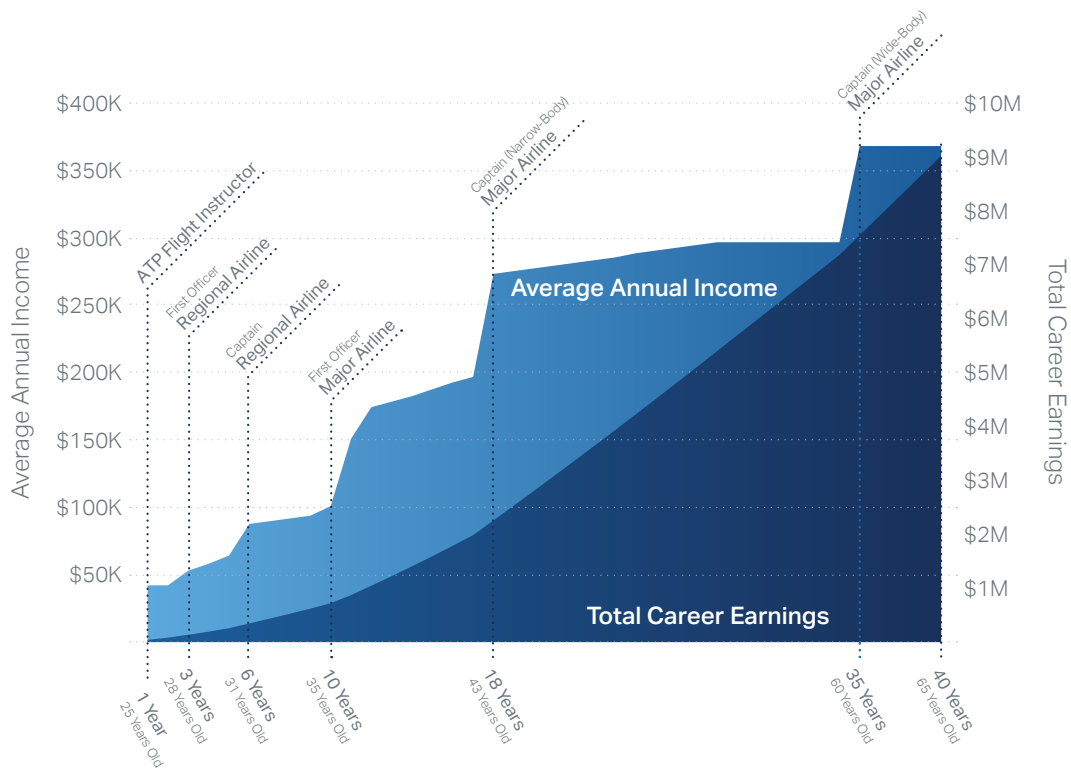 Captain (Wide-Body)
Major Airline
Captain (Narrow-Body)
Major Airline
ATP Flight Instructor
First Officer
Regional Airline
Captain
Regional Airline
First Officer
Major Airline
Average Annual Income
$400K
$350K
$300K
$250K
$200K
$150K
$100K
$50K
$10M
$9M
$8M
$7M
$6M
$5M
$4M
$3M
$2M
$1M
Total Career Earnings
Average Annual Income
Total Career Earnings
1 Year
25 Years Old
3 Years
28 Years Old
6 Years
31 Years Old
10 Years
35 Years Old
18 Years
43 Years Old
35 Years
60 Years Old
40 Years
65 Years Old